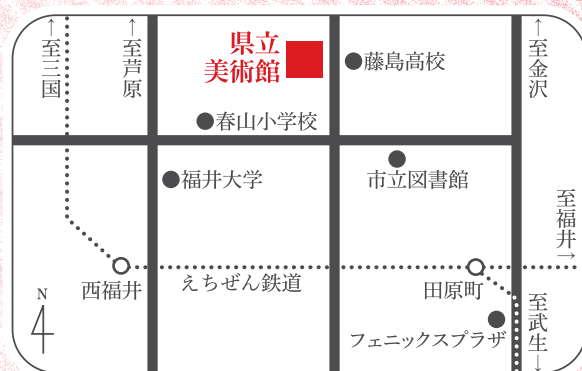 ←至三国
←至芦原
県立
美術館
藤島高校
←至金沢
春山小学校
福井大学
市立図書館
至福井→
西福井
えちぜん鉄道
田原町
至武生→
フェニックスプラザ
N